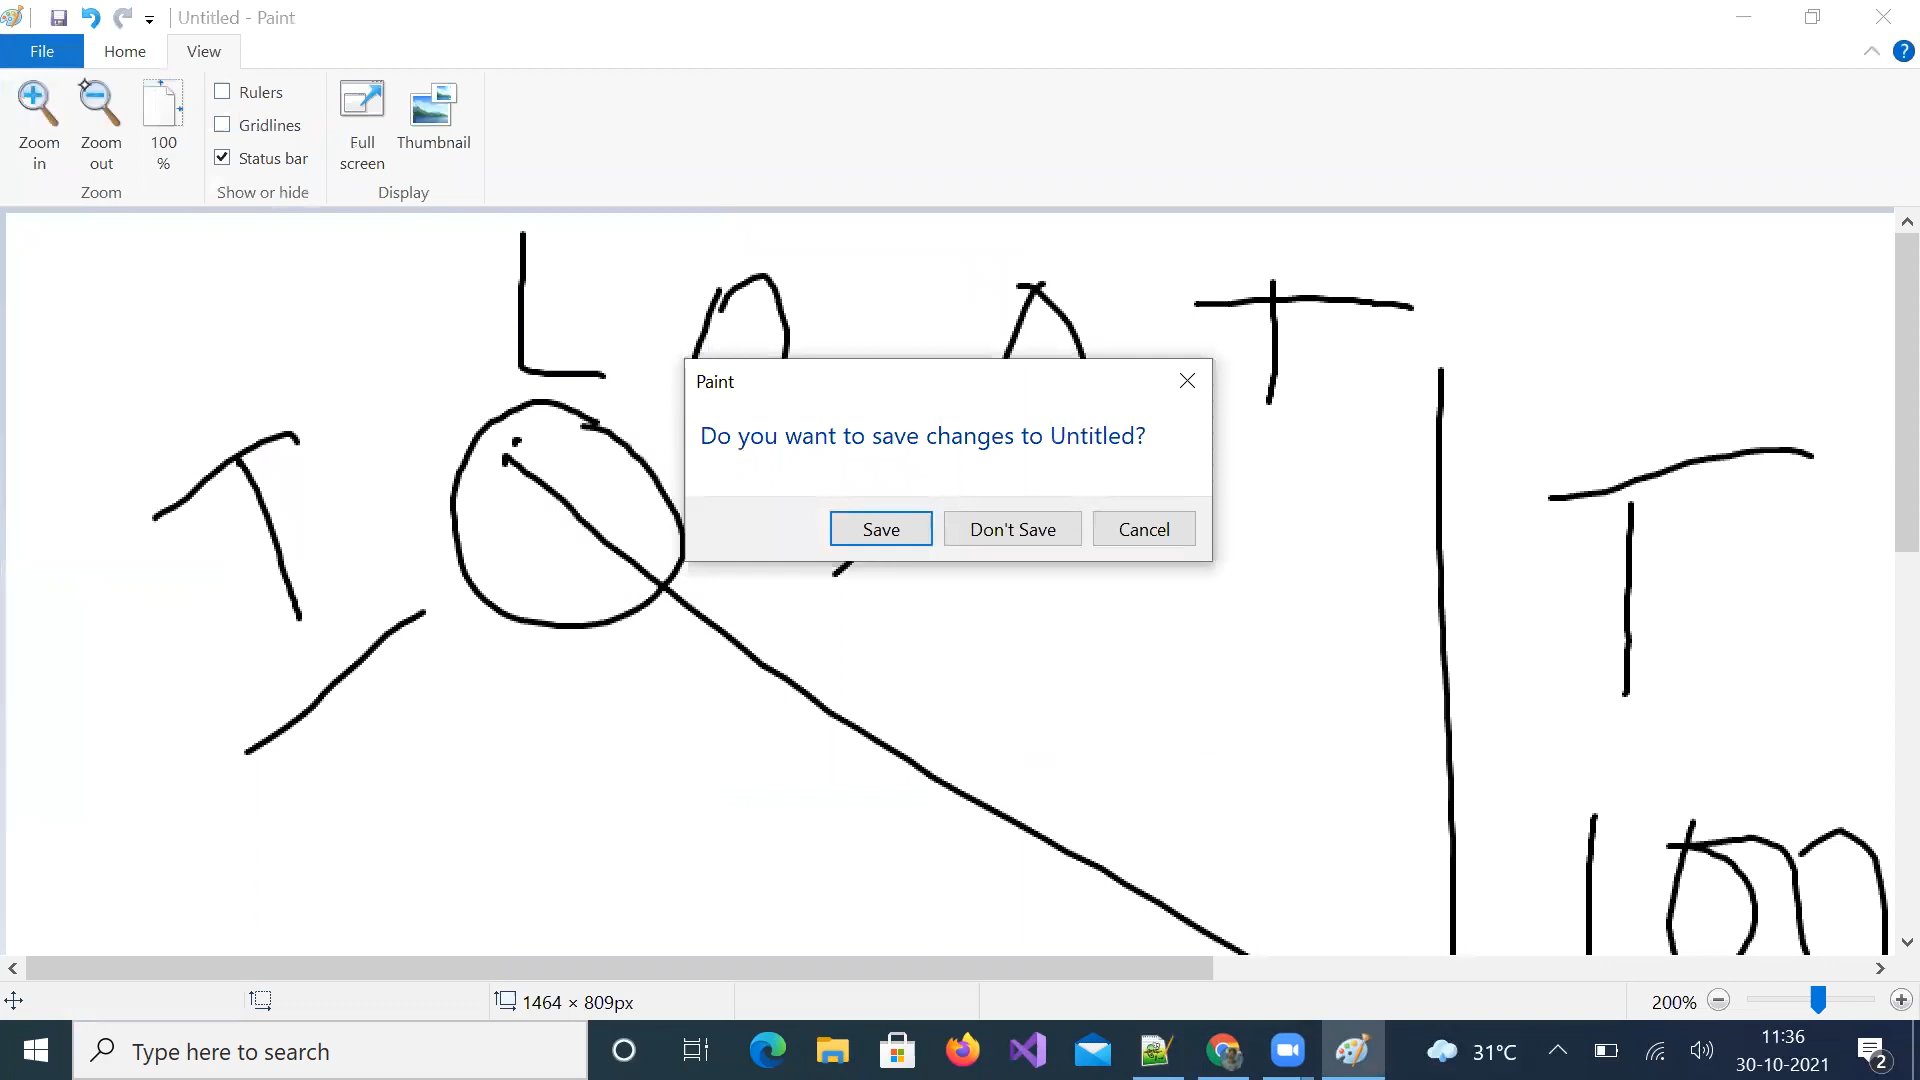 Untitled - Paint
File Home View
Zoom in
Zoom out
100 %
Rulers
Gridlines
Status bar
Full screen
Thumbnail
Zoom
Show or hide
Display
L
T
T
T
Paint
Do you want to save changes to Untitled?
Save Don't Save Cancel
1464 × 809px
200%
Type here to search
31°C
11:36
30-10-2021
2